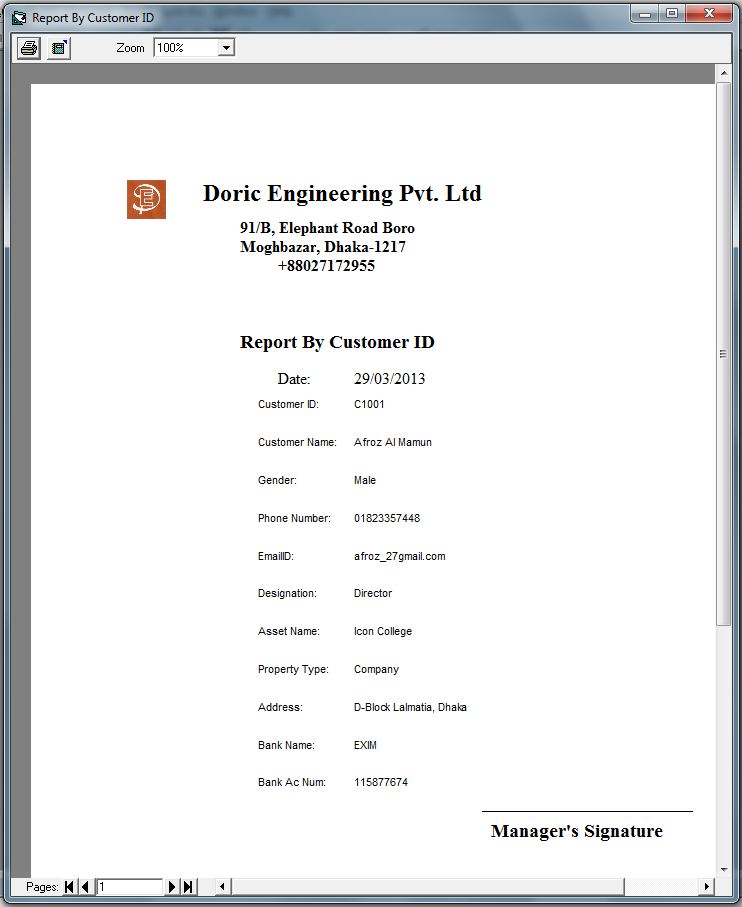 Report By Customer ID
Zoom 100%
Doric Engineering Pvt. Ltd
91/B, Elephant Road Boro
Moghbazar, Dhaka-1217
+88027172955
Report By Customer ID
Date: 29/03/2013
Customer ID: C1001
Customer Name: Afroz Al Mamun
Gender: Male
Phone Number: 01823357448
EmailID: afroz_27gmail.com
Designation: Director
Asset Name: Icon College
Property Type: Company
Address: D-Block Lalmatia, Dhaka
Bank Name: EXIM
Bank Ac Num: 115877674
Manager's Signature
Pages: 1